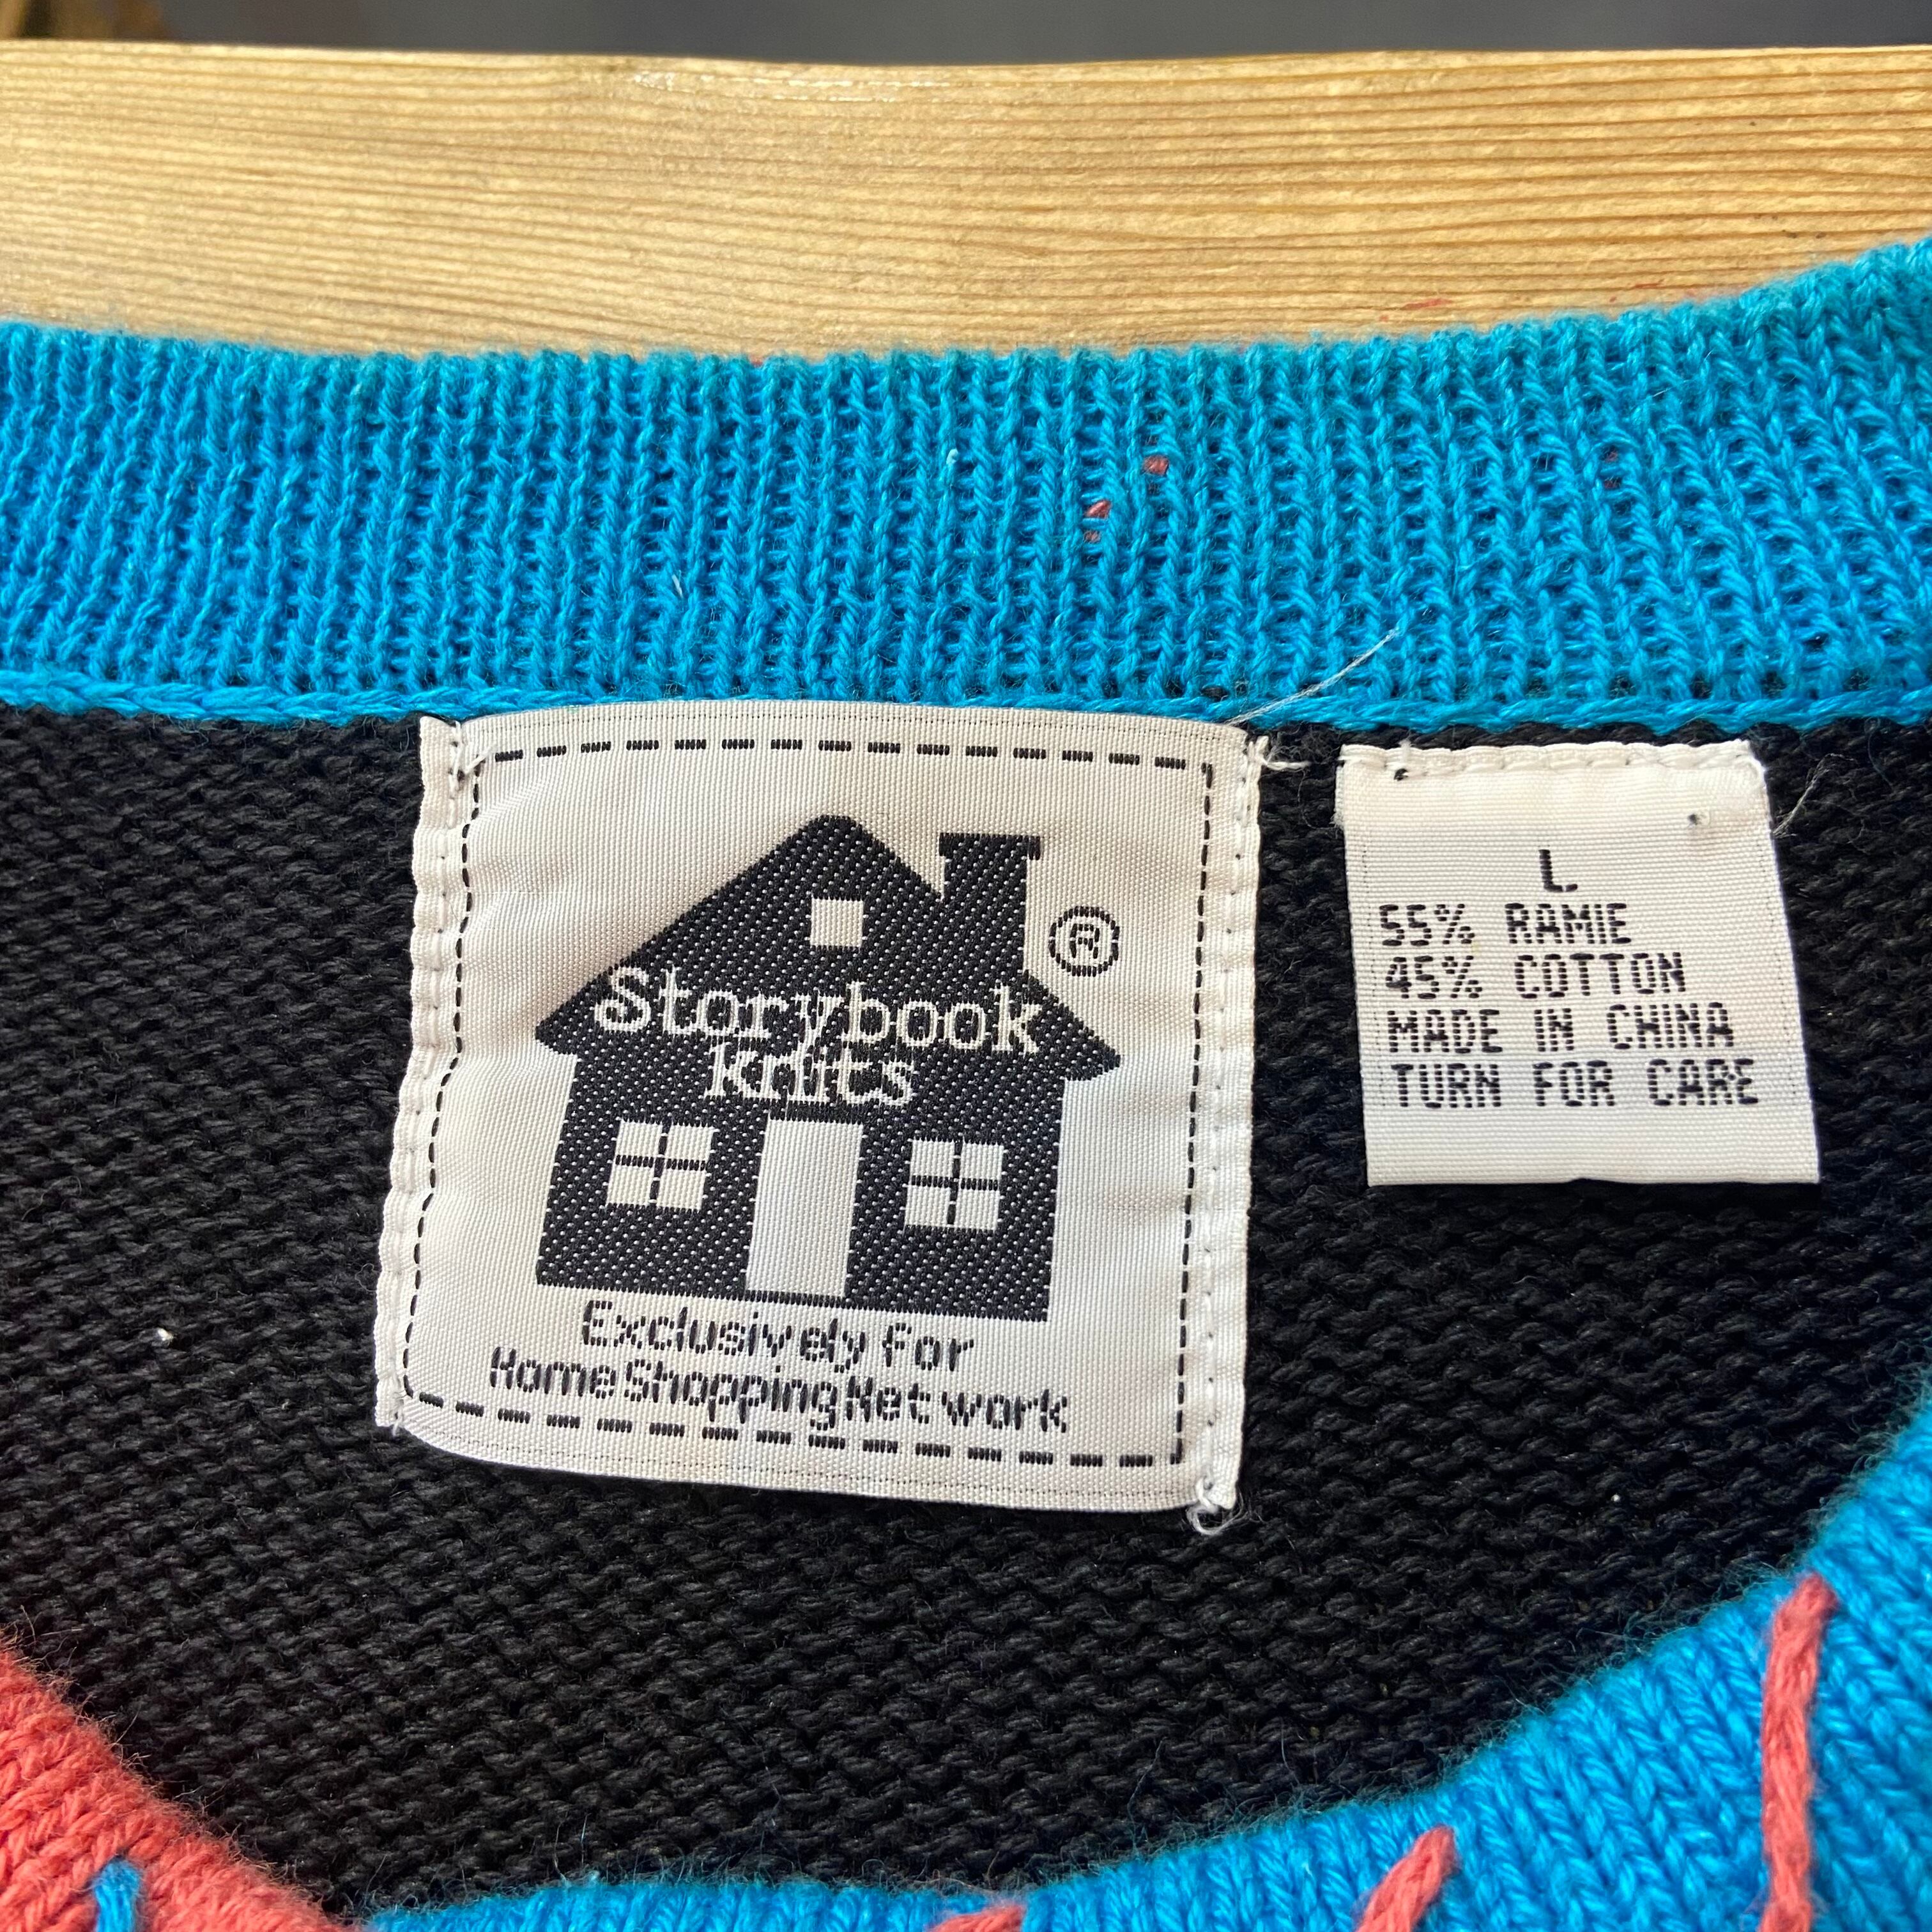 Storybook
Knits
®
Exclusively for
Home Shopping Network
L
55% RAMIE
45% COTTON
MADE IN CHINA
TURN FOR CARE